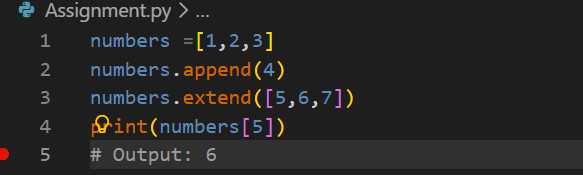 Assignment.py > ...
1 numbers =[1,2,3]
2 numbers.append(4)
3 numbers.extend([5,6,7])
4 print(numbers[5])
5 # Output: 6